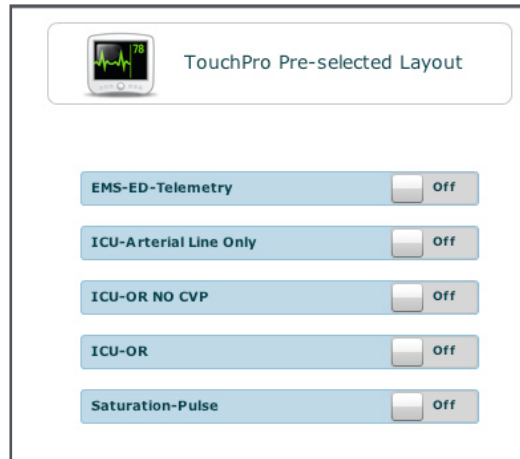 78
TouchPro Pre-selected Layout
EMS-ED-Telemetry Off
ICU-Arterial Line Only Off
ICU-OR NO CVP Off
ICU-OR Off
Saturation-Pulse Off